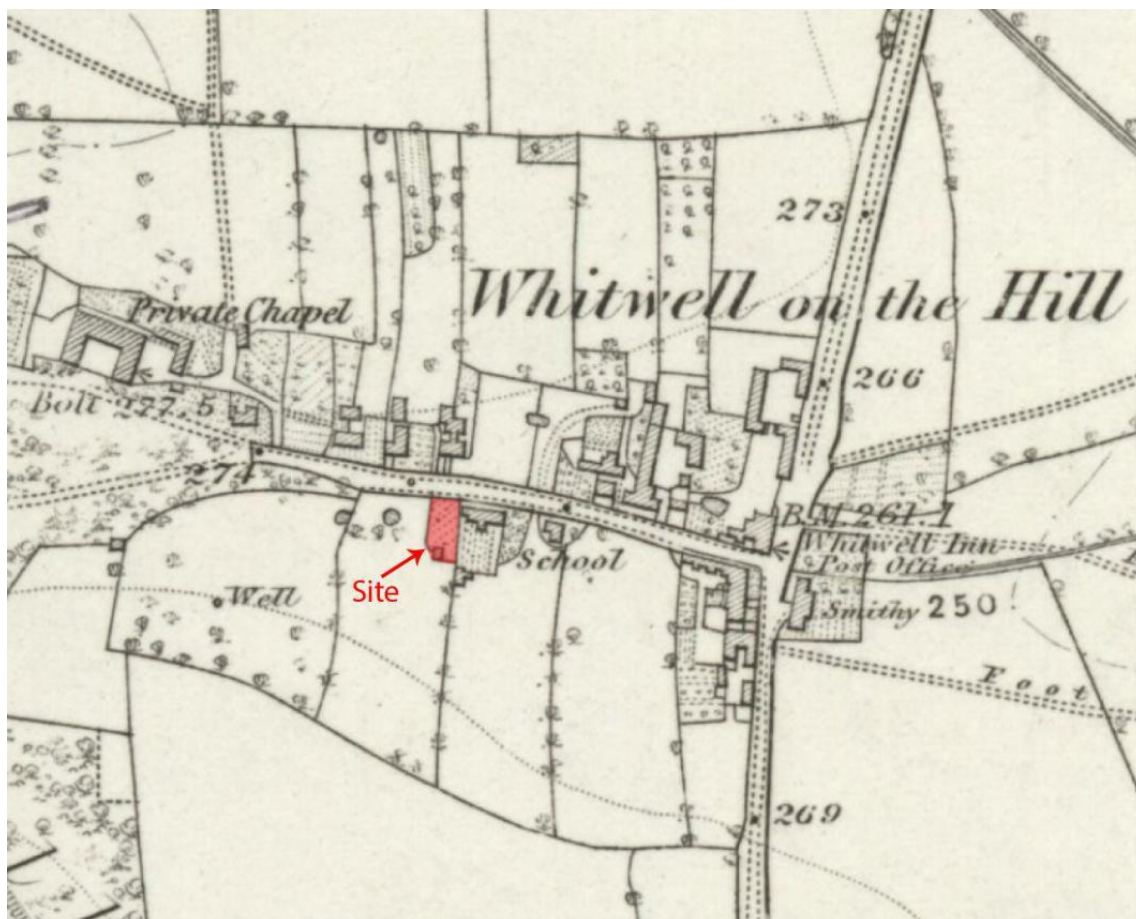 273
Whitwell on the Hill
Private Chapel
266
Bolt 277.5
271
B.M. 261.1
Whitwell Inn
Post Office
School
Site
Well
Smithy 250
Foot
269